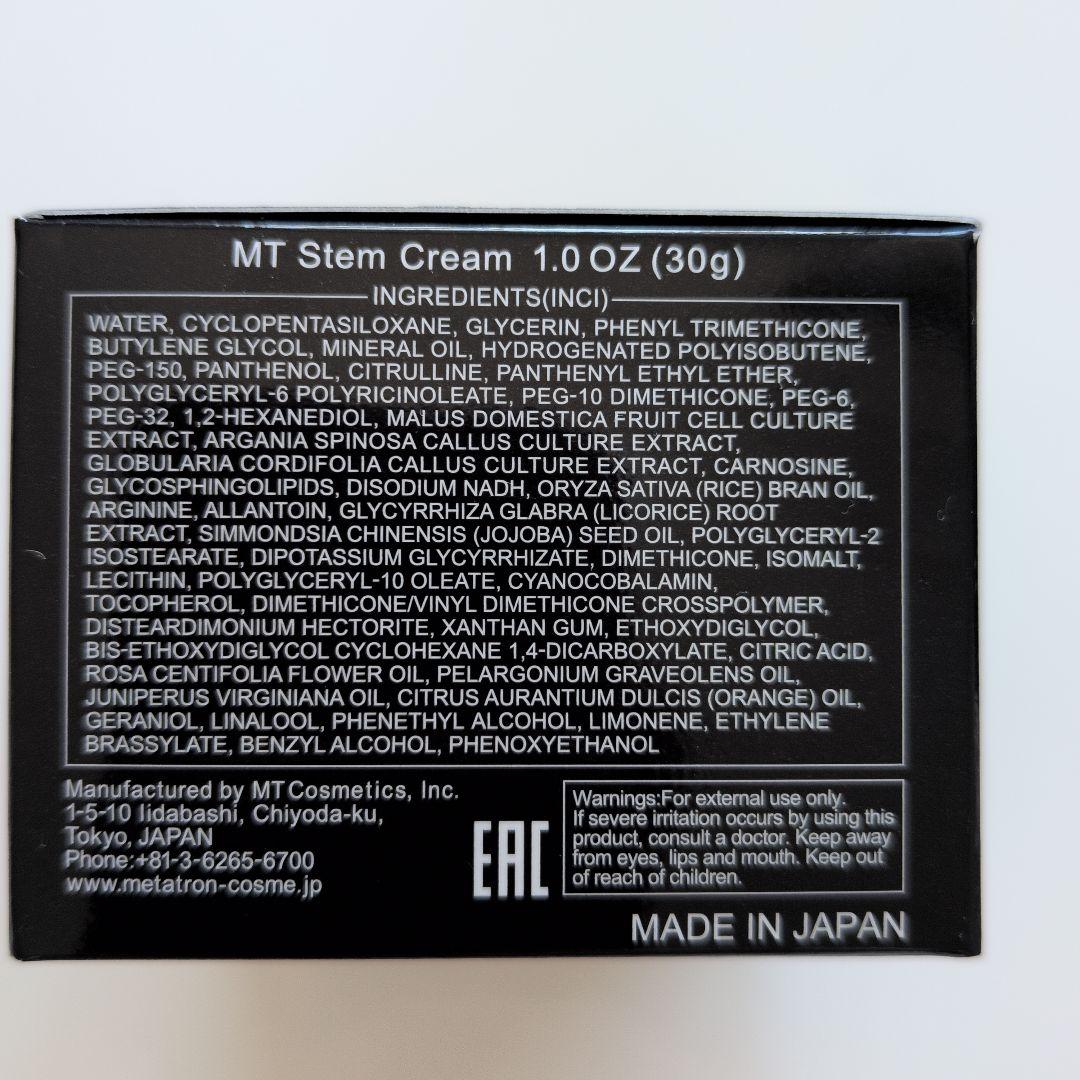 MT Stem Cream 1.0 OZ (30g)
INGREDIENTS(INCI)
WATER, CYCLOPENTASILOXANE, GLYCERIN, PHENYL TRIMETHICONE,
BUTYLENE GLYCOL, MINERAL OIL, HYDROGENATED POLYISOBUTENE,
PEG-150, PANTHENOL, CITRULLINE, PANTHENYL ETHYL ETHER,
POLYGLYCERYL-6 POLYRICINOLEATE, PEG-10 DIMETHICONE, PEG-6,
PEG-32, 1,2-HEXANEDIOL, MALUS DOMESTICA FRUIT CELL CULTURE
EXTRACT, ARGANIA SPINOSA CALLUS CULTURE EXTRACT,
GLOBULARIA CORDIFOLIA CALLUS CULTURE EXTRACT, CARNOSINE,
GLYCOSPHINGOLIPIDS, DISODIUM NADH, ORYZA SATIVA (RICE) BRAN OIL,
ARGININE, ALLANTOIN, GLYCYRRHIZA GLABRA (LICORICE) ROOT
EXTRACT, SIMMONDSIA CHINENSIS (JOJOBA) SEED OIL, POLYGLYCERYL-2
ISOSTEARATE, DIPOTASSIUM GLYCYRRHIZATE, DIMETHICONE, ISOMALT,
LECITHIN, POLYGLYCERYL-10 OLEATE, CYANOCOBALAMIN,
TOCOPHEROL, DIMETHICONE/VINYL DIMETHICONE CROSSPOLYMER,
DISTEARDIMONIUM HECTORITE, XANTHAN GUM, ETHOXYDIGLYCOL,
BIS-ETHOXYDIGLYCOL CYCLOHEXANE 1,4-DICARBOXYLATE, CITRIC ACID,
ROSA CENTIFOLIA FLOWER OIL, PELARGONIUM GRAVEOLENS OIL,
JUNIPERUS VIRGINIANA OIL, CITRUS AURANTIUM DULCIS (ORANGE) OIL,
GERANIOL, LINALOOL, PHENETHYL ALCOHOL, LIMONENE, ETHYLENE
BRASSYLATE, BENZYL ALCOHOL, PHENOXYETHANOL
Manufactured by MT Cosmetics, Inc.
1-5-10 Iidabashi, Chiyoda-ku,
Tokyo, JAPAN
Phone:+81-3-6265-6700
www.metatron-cosme.jp
EAC
Warnings:For external use only.
If severe irritation occurs by using this
product, consult a doctor. Keep away
from eyes, lips and mouth. Keep out
of reach of children.
MADE IN JAPAN